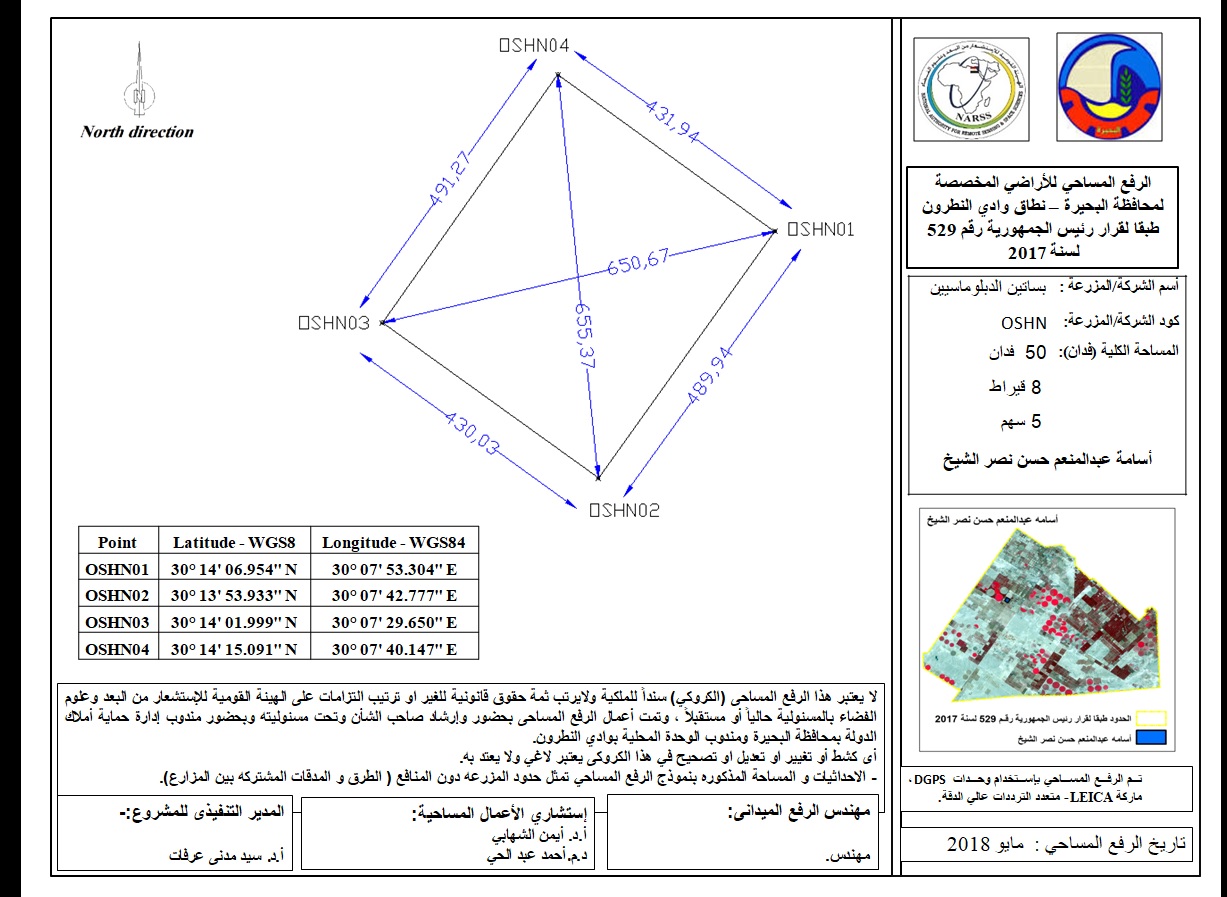 North direction
N
□SHN04
431,94
491,27
□SHN01
650,67
□SHN03
655,37
489,94
430,03
□SHN02
Point Latitude - WGS8 Longitude - WGS84
OSHN01 30° 14' 06.954" N 30° 07' 53.304" E
OSHN02 30° 13' 53.933" N 30° 07' 42.777" E
OSHN03 30° 14' 01.999" N 30° 07' 29.650" E
OSHN04 30° 14' 15.091" N 30° 07' 40.147" E
لا يعتبر هذا الرفع المساحى (الكروكي) سنداً للملكية ولايرتب ثمة حقوق قانونية للغير او ترتيب التزامات على الهيئة القومية للإستشعار من البعد وعلوم
الفضاء بالمسئولية حالياً أو مستقبلاً ، وتمت أعمال الرفع المساحى بحضور وإرشاد صاحب الشأن وتحت مسئوليته وبحضور مندوب إدارة حماية أملاك
الدولة بمحافظة البحيرة ومندوب الوحدة المحلية بوادي النطرون.
أى كشط أو تغيير او تعديل او تصحيح في هذا الكروكى يعتبر لاغي ولا يعتد به.
- الاحداثيات و المساحة المذكوره بنموذج الرفع المساحي تمثل حدود المزرعه دون المنافع ( الطرق و المدقات المشتركه بين المزارع).
مهندس الرفع الميدانى:
مهندس.
إستشاري الأعمال المساحية:
أ.د. أيمن الشهابي
د.م.أحمد عبد الحي
المدير التنفيذى للمشروع:-
أ.د. سيد مدنى عرفات
NARSS
NATIONAL AUTHORITY FOR REMOTE SENSING & SPACE SCIENCES
البحيرة
الرفع المساحي للأراضي المخصصة
لمحافظة البحيرة – نطاق وادي النطرون
طبقا لقرار رئيس الجمهورية رقم 529
لسنة 2017
أسم الشركة/المزرعة : بساتين الدبلوماسيين
كود الشركة/المزرعة: OSHN
المساحة الكلية (فدان): 50 فدان
8 قيراط
5 سهم
أسامة عبدالمنعم حسن نصر الشيخ
أسامه عبدالمنعم حسن نصر الشيخ
الحدود طبقا لقرار رئيس الجمهورية رقم 529 لسنة 2017
أسامه عبدالمنعم حسن نصر الشيخ
تـم الرفـع المسـاحي بإسـتخدام وحـدات DGPS ،
ماركة LEICA- متعدد الترددات عالي الدقة.
تاريخ الرفع المساحي : مايو 2018